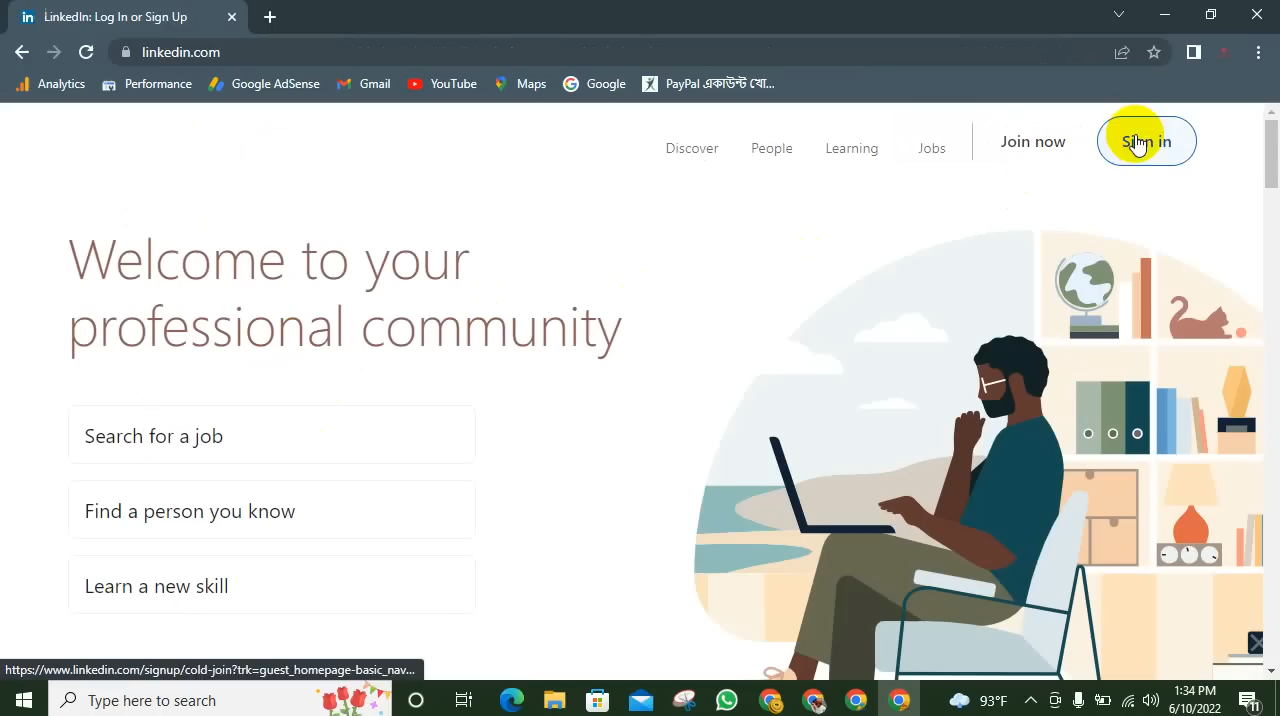 in LinkedIn: Log In or Sign Up
linkedin.com
Analytics Performance Google AdSense Gmail YouTube Maps Google PayPal একাউন্ট খো...
Discover People Learning Jobs Join now Sign in
Welcome to your
professional community
Search for a job
Find a person you know
Learn a new skill
https://www.linkedin.com/signup/cold-join?trk=guest_homepage-basic_nav...
Type here to search
93°F
1:34 PM
6/10/2022
11